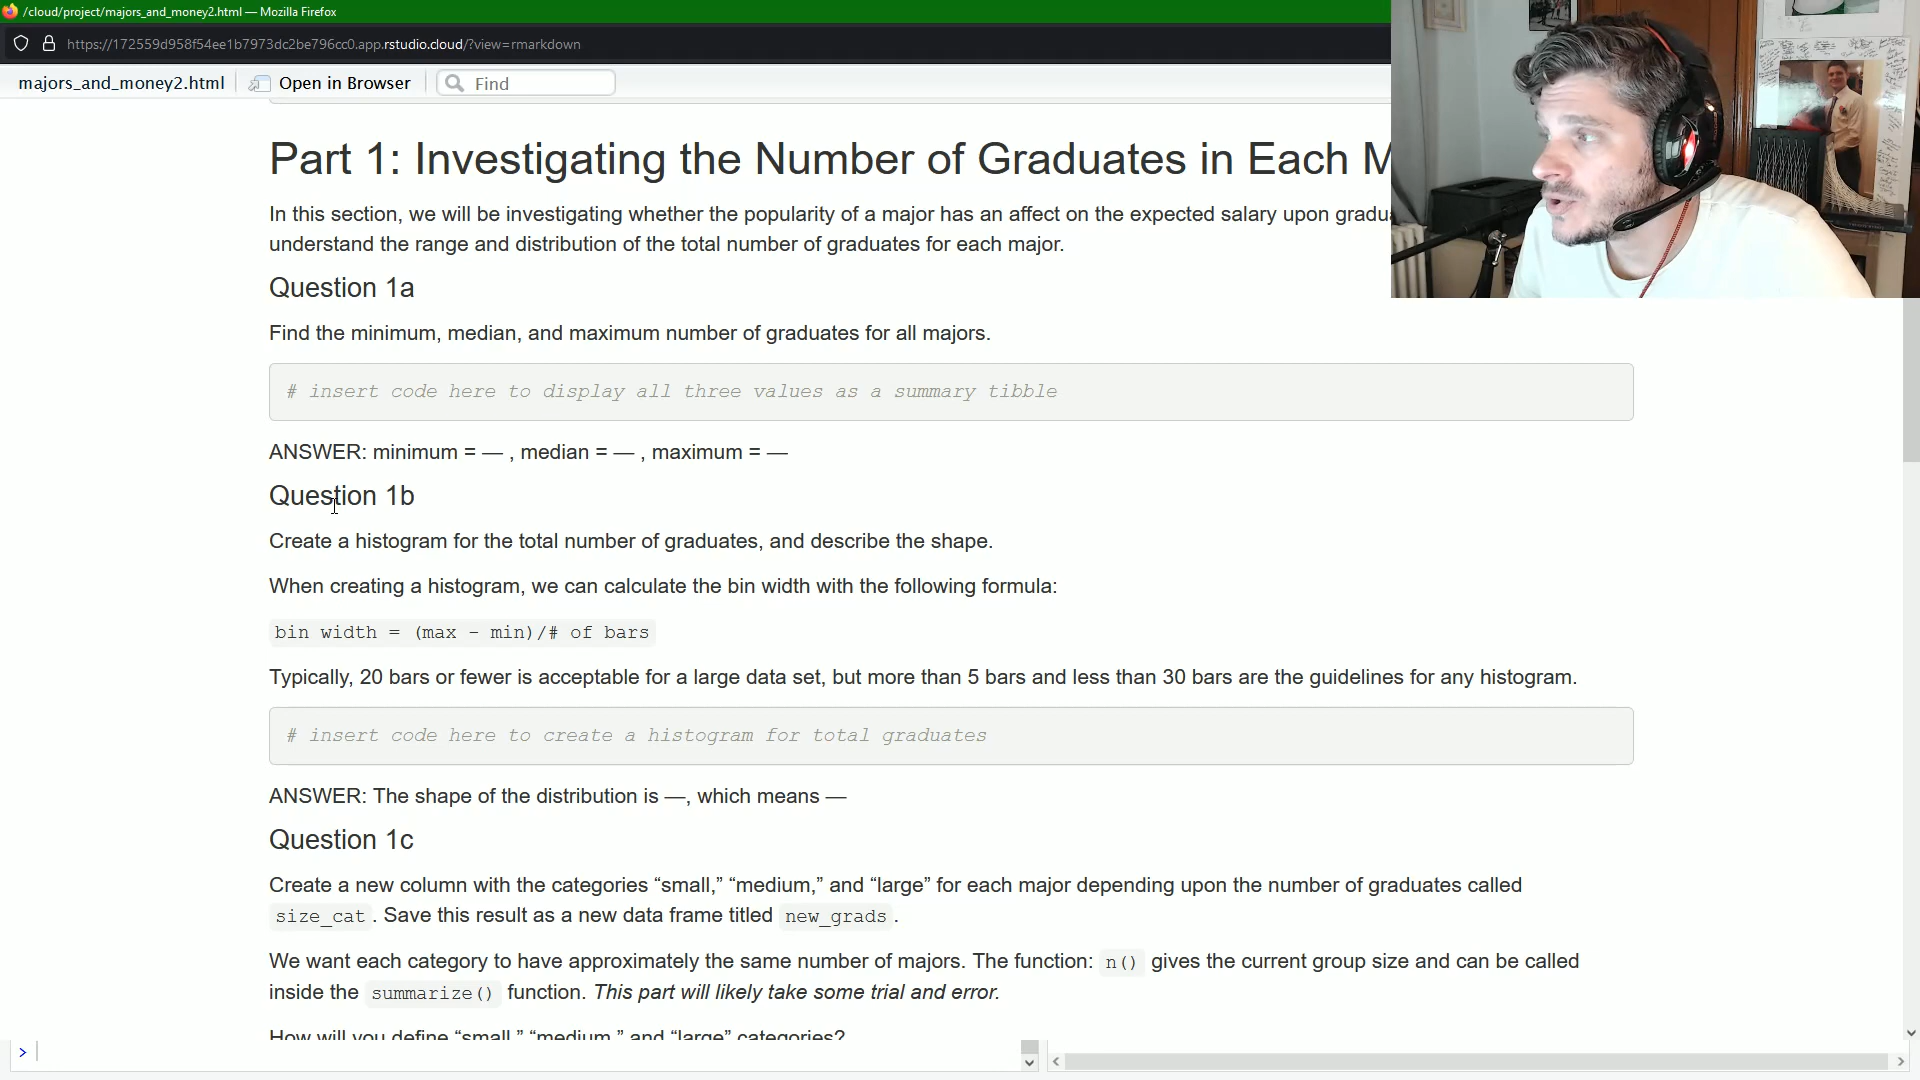 /cloud/project/majors_and_money2.html — Mozilla Firefox
https://172559d958f54ee1b7973dc2be796cc0.app.rstudio.cloud/?view=rmarkdown
majors_and_money2.html Open in Browser Find
Part 1: Investigating the Number of Graduates in Each M
In this section, we will be investigating whether the popularity of a major has an affect on the expected salary upon gradua
understand the range and distribution of the total number of graduates for each major.
Question 1a
Find the minimum, median, and maximum number of graduates for all majors.
# insert code here to display all three values as a summary tibble
ANSWER: minimum = — , median = — , maximum = —
Question 1b
Create a histogram for the total number of graduates, and describe the shape.
When creating a histogram, we can calculate the bin width with the following formula:
bin width = (max - min)/# of bars
Typically, 20 bars or fewer is acceptable for a large data set, but more than 5 bars and less than 30 bars are the guidelines for any histogram.
# insert code here to create a histogram for total graduates
ANSWER: The shape of the distribution is —, which means —
Question 1c
Create a new column with the categories “small,” “medium,” and “large” for each major depending upon the number of graduates called
size_cat . Save this result as a new data frame titled new_grads .
We want each category to have approximately the same number of majors. The function: n() gives the current group size and can be called
inside the summarize() function. This part will likely take some trial and error.
How will you define “small,” “medium,” and “large” categories?
>